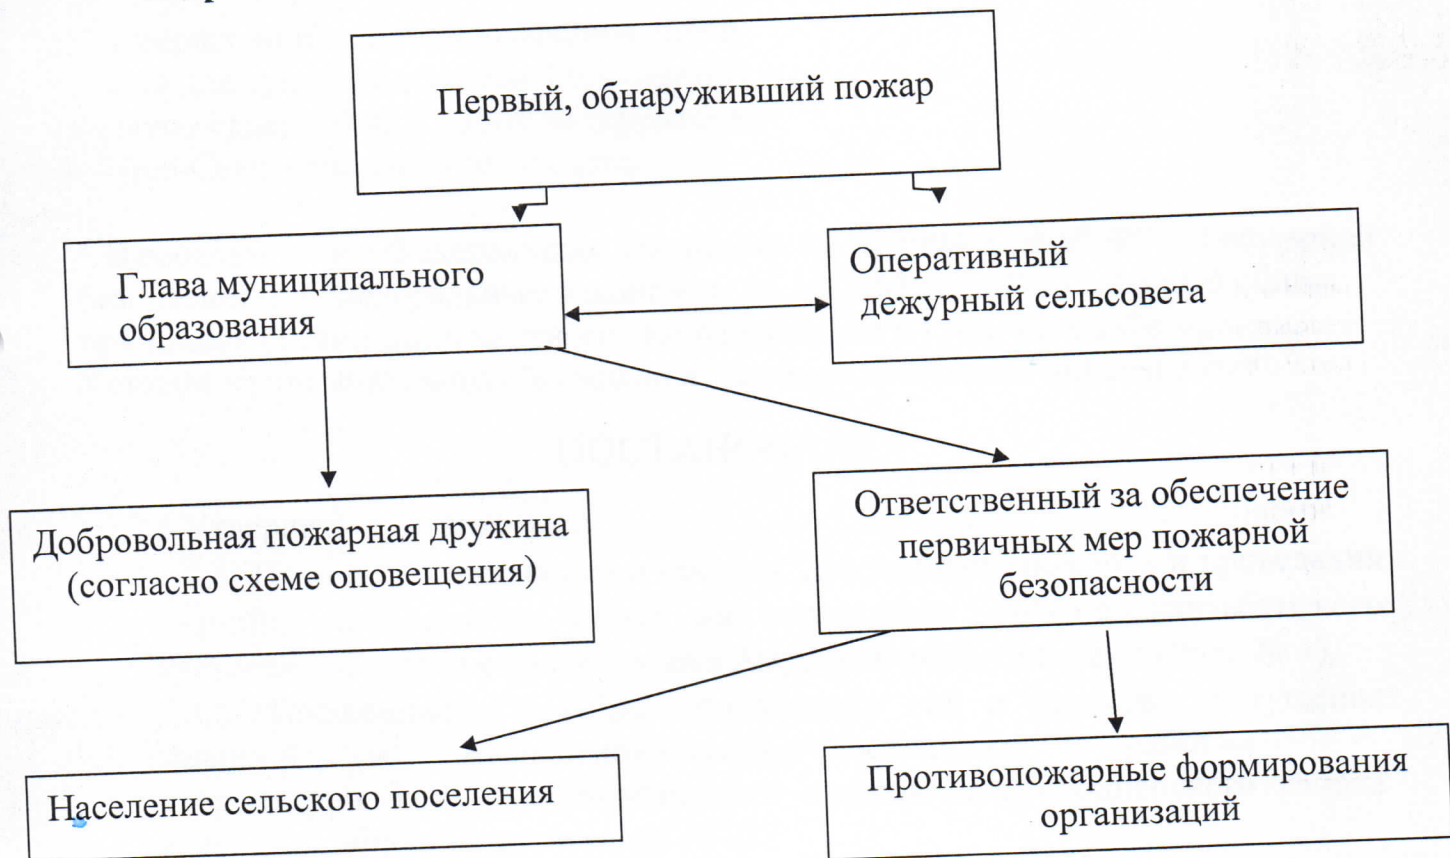 Первый, обнаруживший пожар
Глава муниципального
образования
Оперативный
дежурный сельсовета
Добровольная пожарная дружина
(согласно схеме оповещения)
Ответственный за обеспечение
первичных мер пожарной
безопасности
Население сельского поселения
Противопожарные формирования
организаций